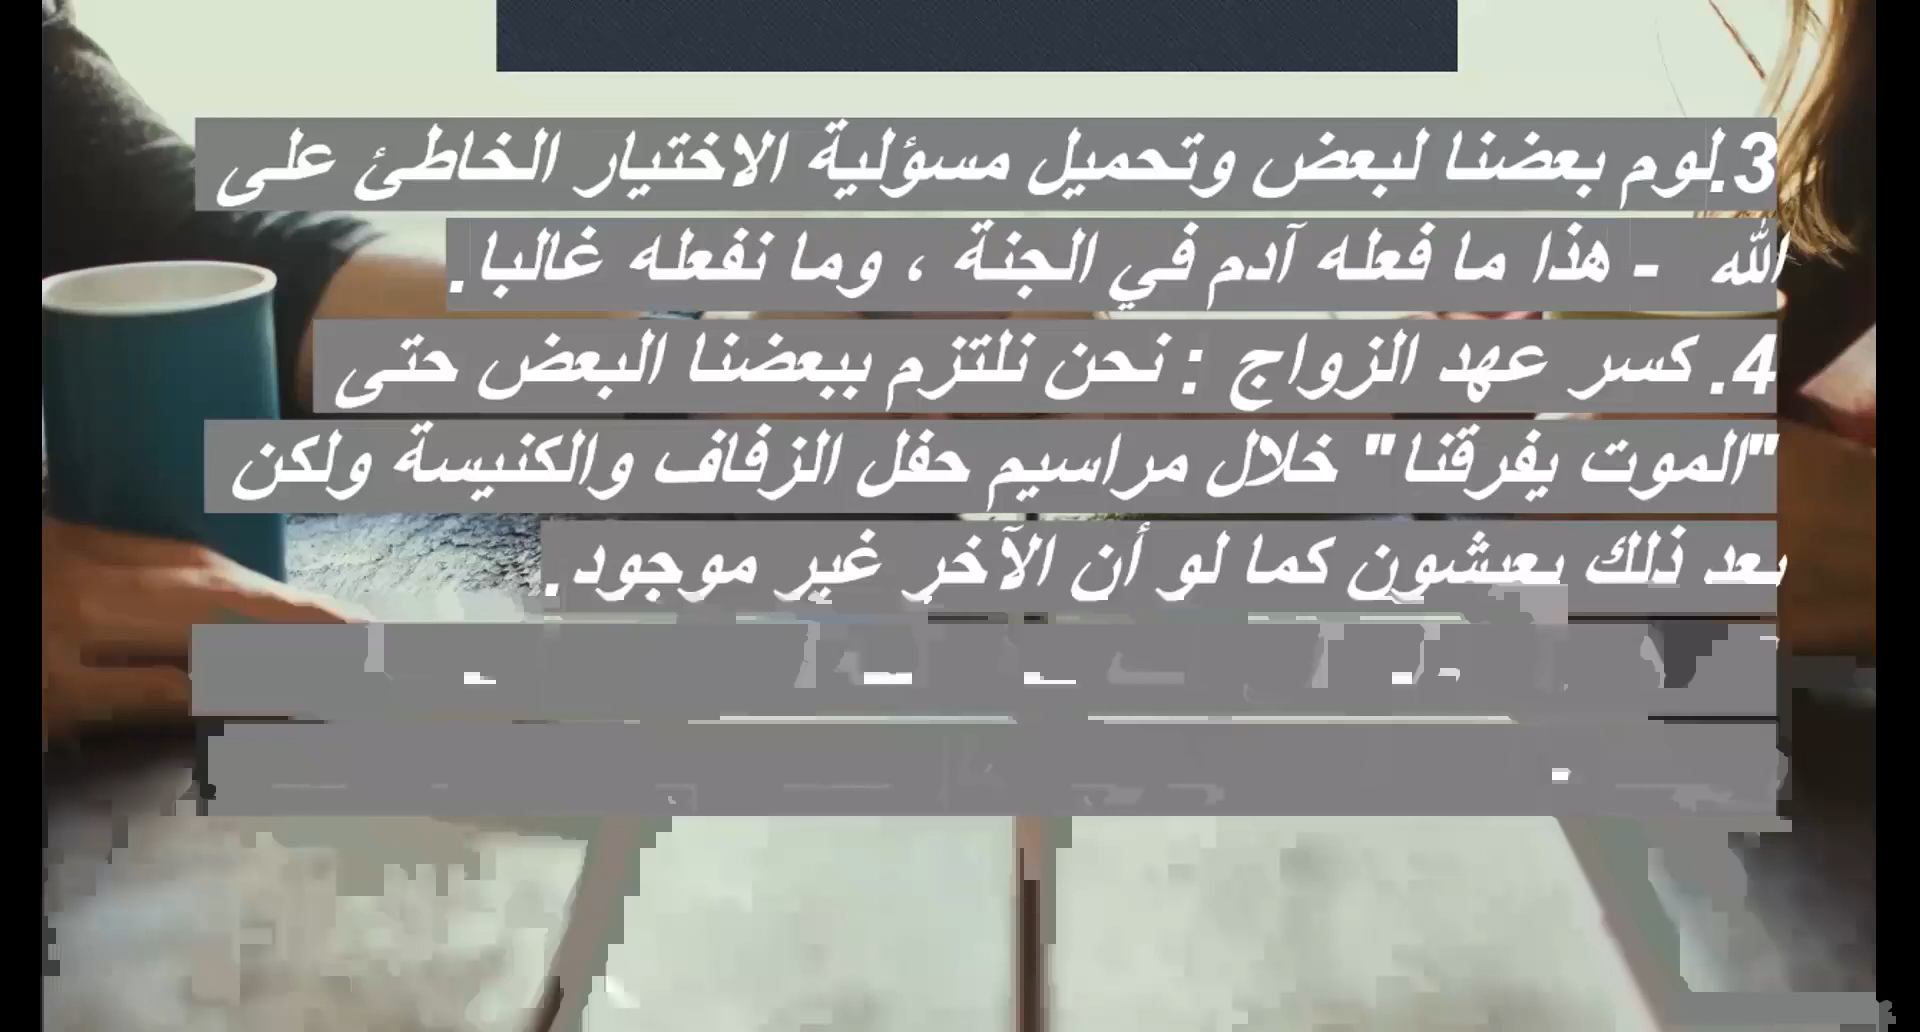 3.لوم بعضنا لبعض وتحميل مسؤلية الاختيار الخاطئ على
الله - هذا ما فعله آدم في الجنة ، وما نفعله غالبا .
4. كسر عهد الزواج : نحن نلتزم ببعضنا البعض حتى
"الموت يفرقنا" خلال مراسيم حفل الزفاف والكنيسة ولكن
بعد ذلك يعيشون كما لو أن الآخر غير موجود .